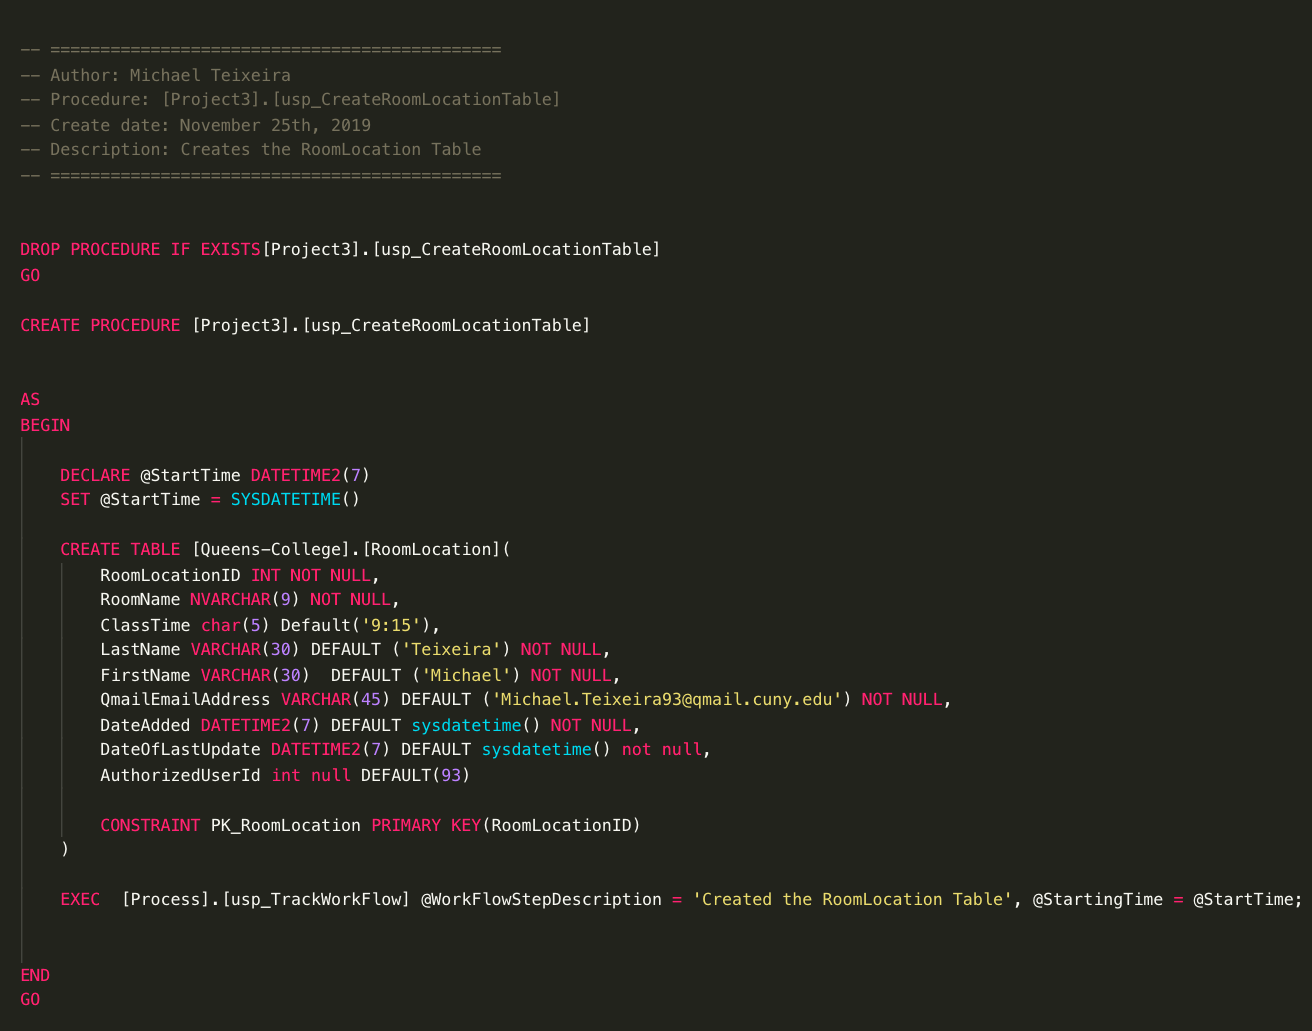 -- =============================================
-- Author: Michael Teixeira
-- Procedure: [Project3].[usp_CreateRoomLocationTable]
-- Create date: November 25th, 2019
-- Description: Creates the RoomLocation Table
-- =============================================
DROP PROCEDURE IF EXISTS[Project3].[usp_CreateRoomLocationTable]
GO
CREATE PROCEDURE [Project3].[usp_CreateRoomLocationTable]
AS
BEGIN
    DECLARE @StartTime DATETIME2(7)
    SET @StartTime = SYSDATETIME()
    CREATE TABLE [Queens-College].[RoomLocation](
        RoomLocationID INT NOT NULL,
        RoomName NVARCHAR(9) NOT NULL,
        ClassTime char(5) Default('9:15'),
        LastName VARCHAR(30) DEFAULT ('Teixeira') NOT NULL,
        FirstName VARCHAR(30)  DEFAULT ('Michael') NOT NULL,
        QmailEmailAddress VARCHAR(45) DEFAULT ('Michael.Teixeira93@qmail.cuny.edu') NOT NULL,
        DateAdded DATETIME2(7) DEFAULT sysdatetime() NOT NULL,
        DateOfLastUpdate DATETIME2(7) DEFAULT sysdatetime() not null,
        AuthorizedUserId int null DEFAULT(93)
        CONSTRAINT PK_RoomLocation PRIMARY KEY(RoomLocationID)
    )
    EXEC  [Process].[usp_TrackWorkFlow] @WorkFlowStepDescription = 'Created the RoomLocation Table', @StartingTime = @StartTime;
END
GO